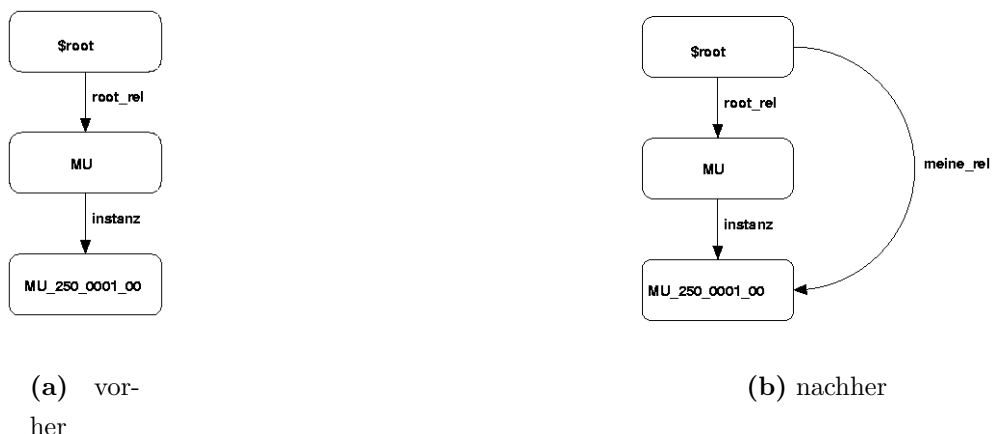 $root
root_rel
MU
instanz
MU_250_0001_00
(a) vor-
her
$root
root_rel
MU
meine_rel
instanz
MU_250_0001_00
(b) nachher